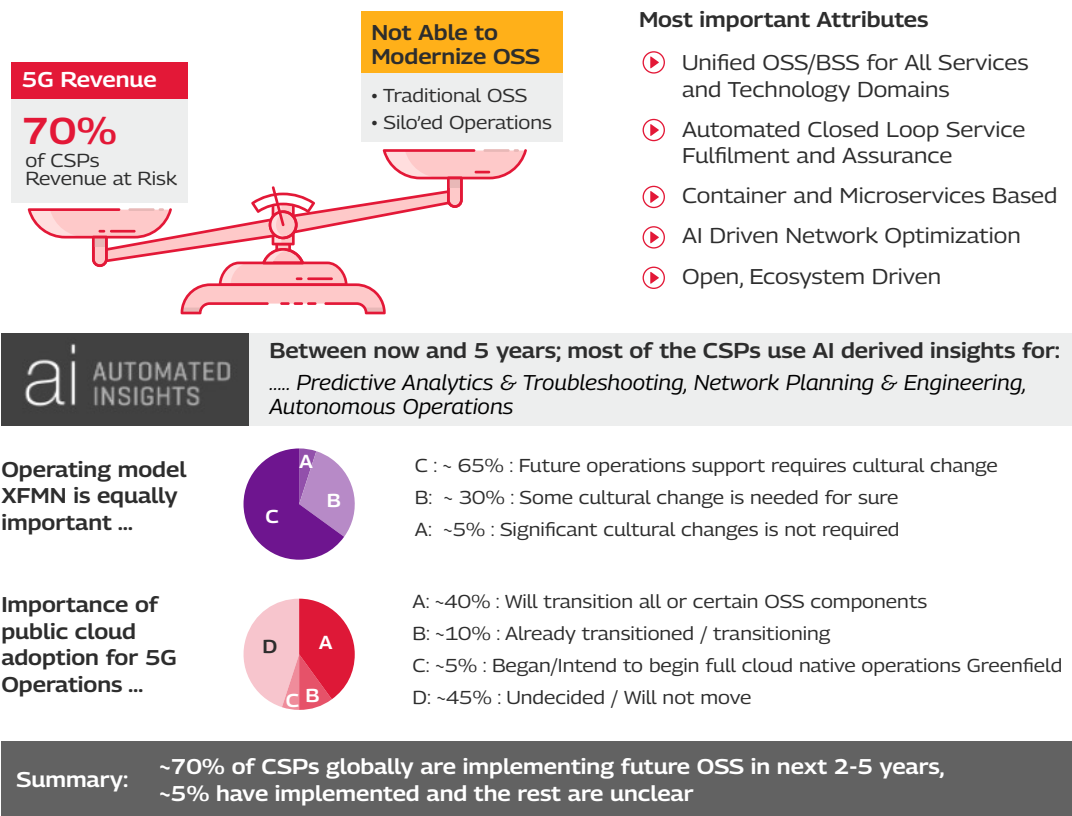 5G Revenue
70%
of CSPs
Revenue at Risk
Not Able to
Modernize OSS
• Traditional OSS
• Silo'ed Operations
Most important Attributes
Unified OSS/BSS for All Services
and Technology Domains
Automated Closed Loop Service
Fulfilment and Assurance
Container and Microservices Based
AI Driven Network Optimization
Open, Ecosystem Driven
ai AUTOMATED
INSIGHTS
Between now and 5 years; most of the CSPs use AI derived insights for:
..... Predictive Analytics & Troubleshooting, Network Planning & Engineering,
Autonomous Operations
Operating model
XFMN is equally
important ...
A
B
C
C : ~ 65% : Future operations support requires cultural change
B: ~ 30% : Some cultural change is needed for sure
A: ~5% : Significant cultural changes is not required
Importance of
public cloud
adoption for 5G
Operations ...
D
A
C
B
A: ~40% : Will transition all or certain OSS components
B: ~10% : Already transitioned / transitioning
C: ~5% : Began/Intend to begin full cloud native operations Greenfield
D: ~45% : Undecided / Will not move
Summary:
~70% of CSPs globally are implementing future OSS in next 2-5 years,
~5% have implemented and the rest are unclear